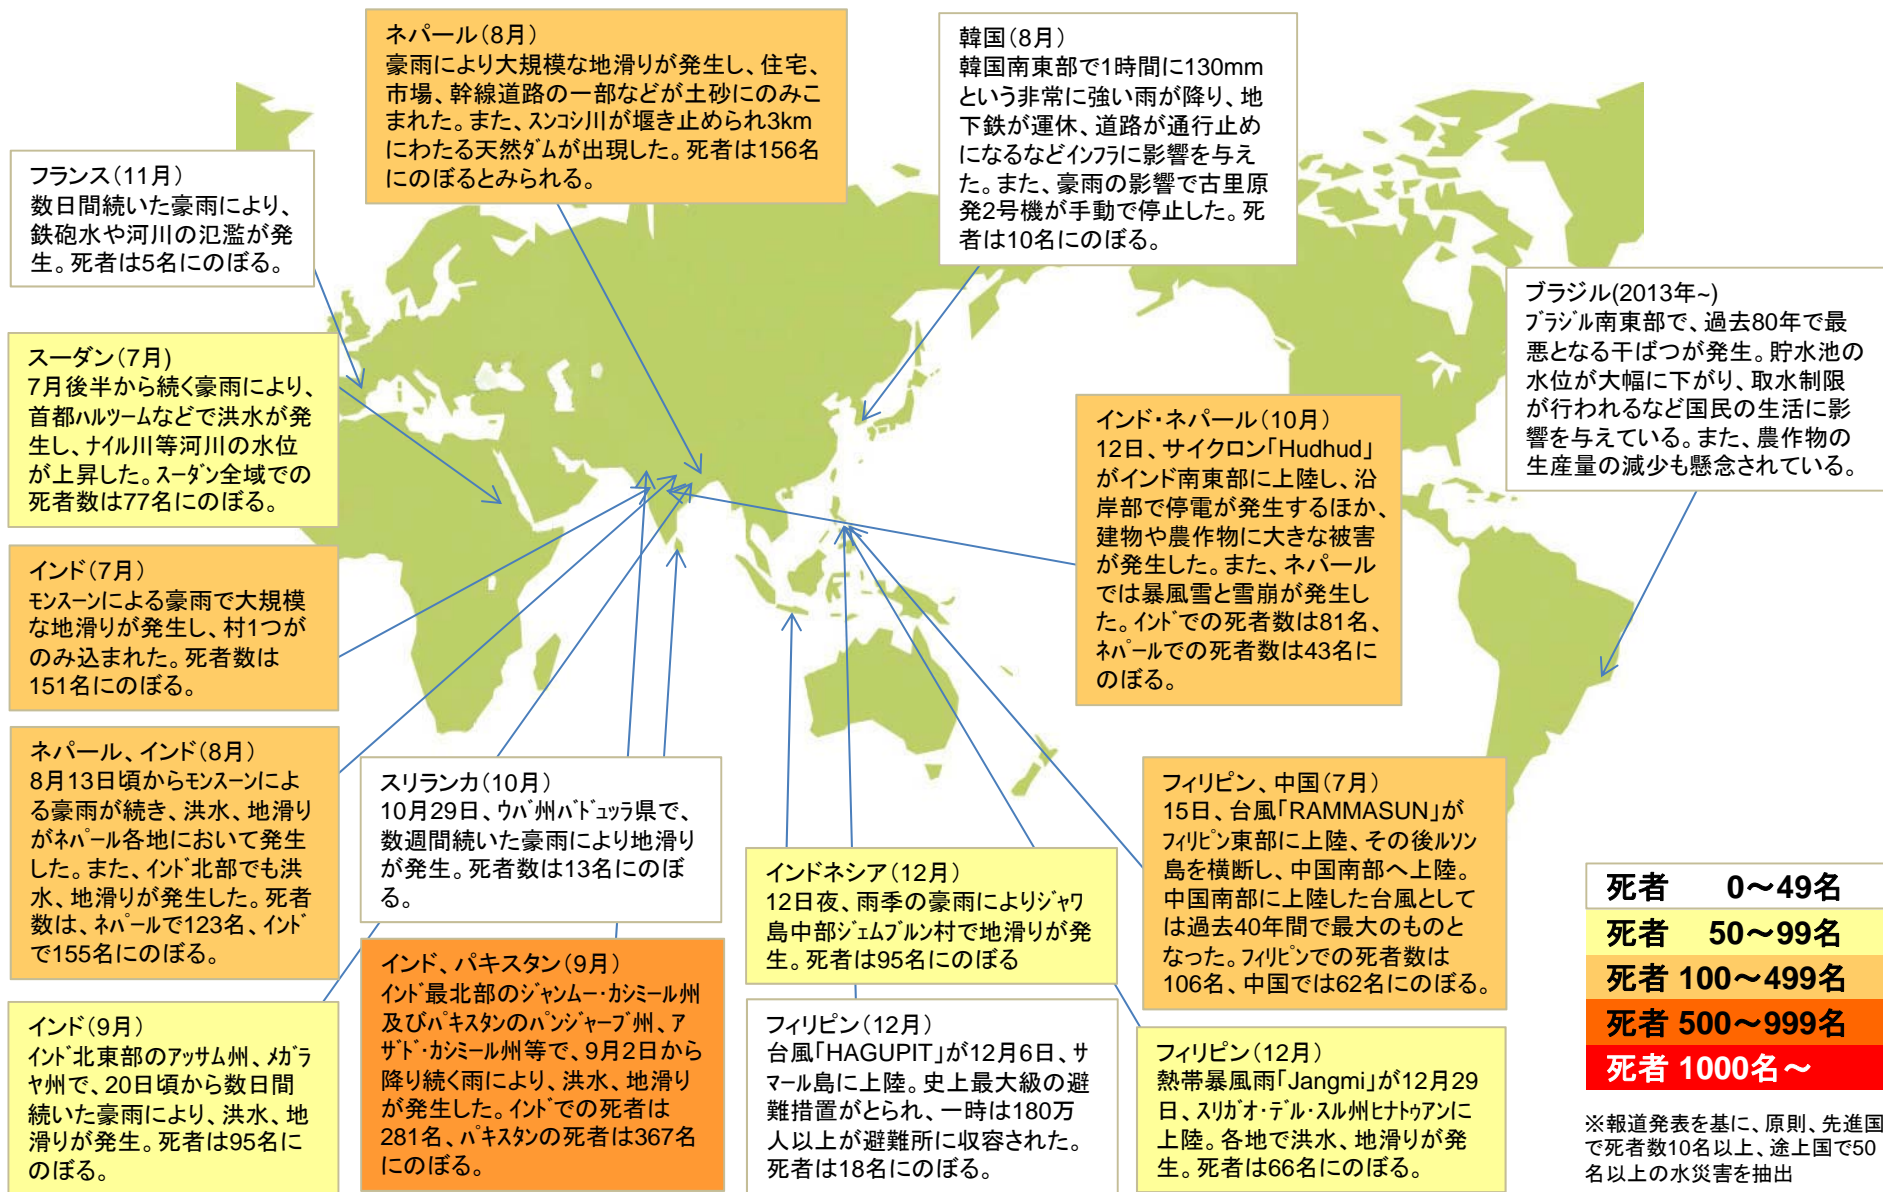 ネパール(8月)
豪雨により大規模な地滑りが発生し、住宅、
市場、幹線道路の一部などが土砂にのみこ
まれた。また、スンコシ川が堰き止められ3km
にわたる天然ダムが出現した。死者は156名
にのぼるとみられる。
韓国(8月)
韓国南東部で1時間に130mm
という非常に強い雨が降り、地
下鉄が運休、道路が通行止め
になるなどインフラに影響を与え
た。また、豪雨の影響で古里原
発2号機が手動で停止した。死
者は10名にのぼる。
フランス(11月)
数日間続いた豪雨により、
鉄砲水や河川の氾濫が発
生。死者は5名にのぼる。
ブラジル(2013年~)
ブラジル南東部で、過去80年で最
悪となる干ばつが発生。貯水池の
水位が大幅に下がり、取水制限
が行われるなど国民の生活に影
響を与えている。また、農作物の
生産量の減少も懸念されている。
スーダン(7月)
7月後半から続く豪雨により、
首都ハルツームなどで洪水が発
生し、ナイル川等河川の水位
が上昇した。スーダン全域での
死者数は77名にのぼる。
インド・ネパール(10月)
12日、サイクロン「Hudhud」
がインド南東部に上陸し、沿
岸部で停電が発生するほか、
建物や農作物に大きな被害
が発生した。また、ネパール
では暴風雪と雪崩が発生し
た。インドでの死者数は81名、
ネパールでの死者数は43名に
のぼる。
インド(7月)
モンスーンによる豪雨で大規模
な地滑りが発生し、村1つが
のみ込まれた。死者数は
151名にのぼる。
ネパール、インド(8月)
8月13日頃からモンスーンによ
る豪雨が続き、洪水、地滑り
がネパール各地において発生
した。また、インド北部でも洪
水、地滑りが発生した。死者
数は、ネパールで123名、インド
で155名にのぼる。
スリランカ(10月)
10月29日、ウバ州バドゥッラ県で、
数週間続いた豪雨により地滑り
が発生。死者数は13名にのぼ
る。
フィリピン、中国(7月)
15日、台風「RAMMASUN」が
フィリピン東部に上陸、その後ルソン
島を横断し、中国南部へ上陸。
中国南部に上陸した台風として
は過去40年間で最大のものと
なった。フィリピンでの死者数は
106名、中国では62名にのぼる。
インドネシア(12月)
12日夜、雨季の豪雨によりジャワ
島中部ジェムブルン村で地滑りが発
生。死者は95名にのぼる
インド(9月)
インド北東部のアッサム州、メガラ
ヤ州で、20日頃から数日間
続いた豪雨により、洪水、地
滑りが発生。死者は95名に
のぼる。
インド、パキスタン(9月)
インド最北部のジャンムー・カシミール州
及びパキスタンのパンジャーブ州、ア
ザド・カシミール州等で、9月2日から
降り続く雨により、洪水、地滑り
が発生した。インドでの死者は
281名、パキスタンの死者は367名
にのぼる。
フィリピン(12月)
台風「HAGUPIT」が12月6日、サ
マール島に上陸。史上最大級の避
難措置がとられ、一時は180万
人以上が避難所に収容された。
死者は18名にのぼる。
フィリピン(12月)
熱帯暴風雨「Jangmi」が12月29
日、スリガオ・デル・スル州ヒナトゥアンに
上陸。各地で洪水、地滑りが発
生。死者は66名にのぼる。
死者 0～49名
死者 50～99名
死者 100～499名
死者 500～999名
死者 1000名～
※報道発表を基に、原則、先進国
で死者数10名以上、途上国で50
名以上の水災害を抽出